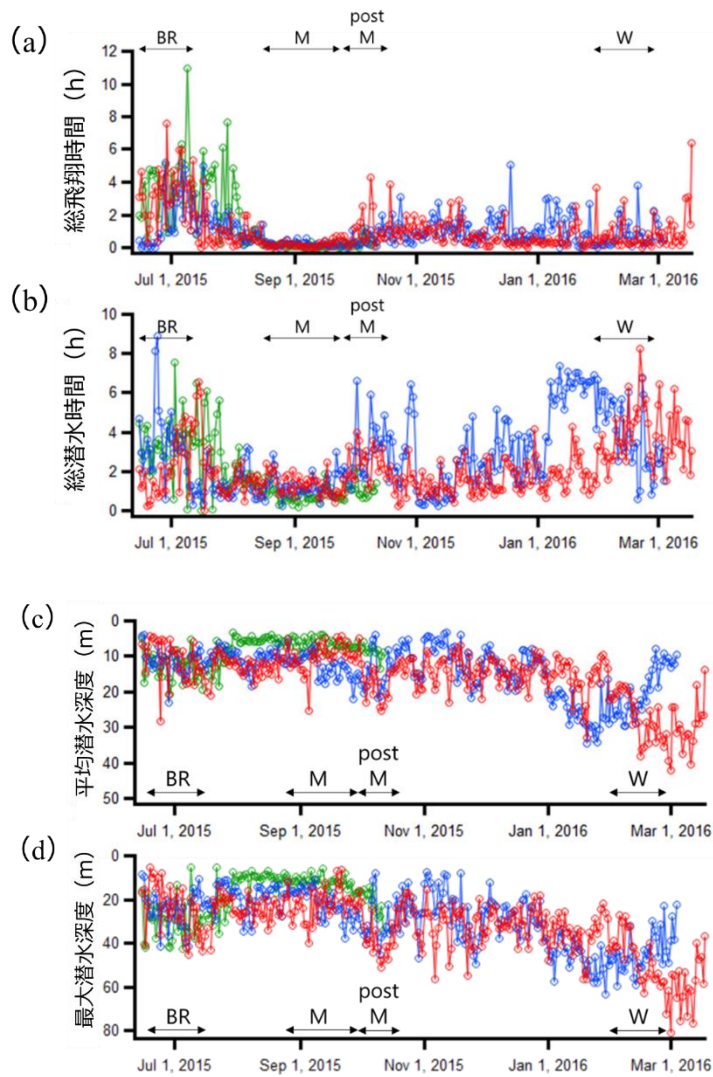 (a)
post
BR
M
M
W
総飛翔時間 (h)
12
10
8
6
4
2
0
Jul 1, 2015
Sep 1, 2015
Nov 1, 2015
Jan 1, 2016
Mar 1, 2016
(b)
post
BR
M
M
W
総潜水時間 (h)
10
8
6
4
2
0
Jul 1, 2015
Sep 1, 2015
Nov 1, 2015
Jan 1, 2016
Mar 1, 2016
(c)
平均潜水深度 (m)
0
10
20
30
40
50
post
BR
M
M
W
Jul 1, 2015
Sep 1, 2015
Nov 1, 2015
Jan 1, 2016
Mar 1, 2016
(d)
最大潜水深度 (m)
0
20
40
60
80
post
BR
M
M
W
Jul 1, 2015
Sep 1, 2015
Nov 1, 2015
Jan 1, 2016
Mar 1, 2016